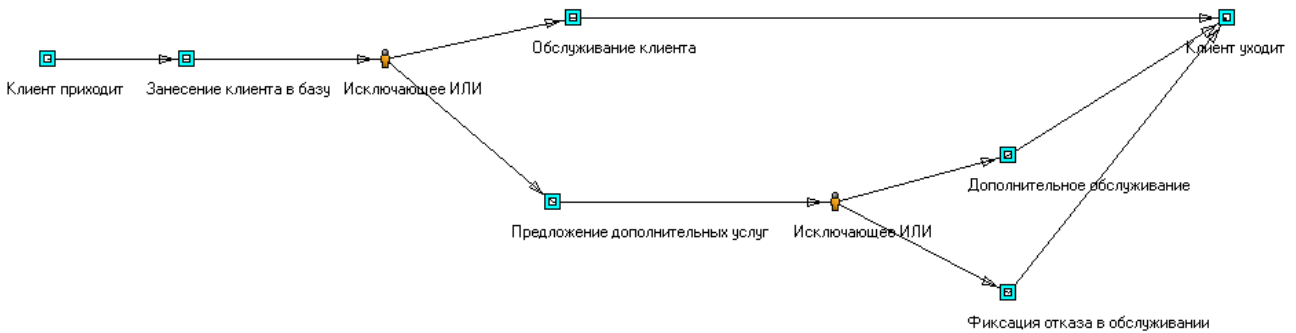 Обслуживание клиента
Клиент уходит
Клиент приходит
Занесение клиента в базу
Исключающее ИЛИ
Дополнительное обслуживание
Предложение дополнительных услуг
Исключающее ИЛИ
Фиксация отказа в обслуживании